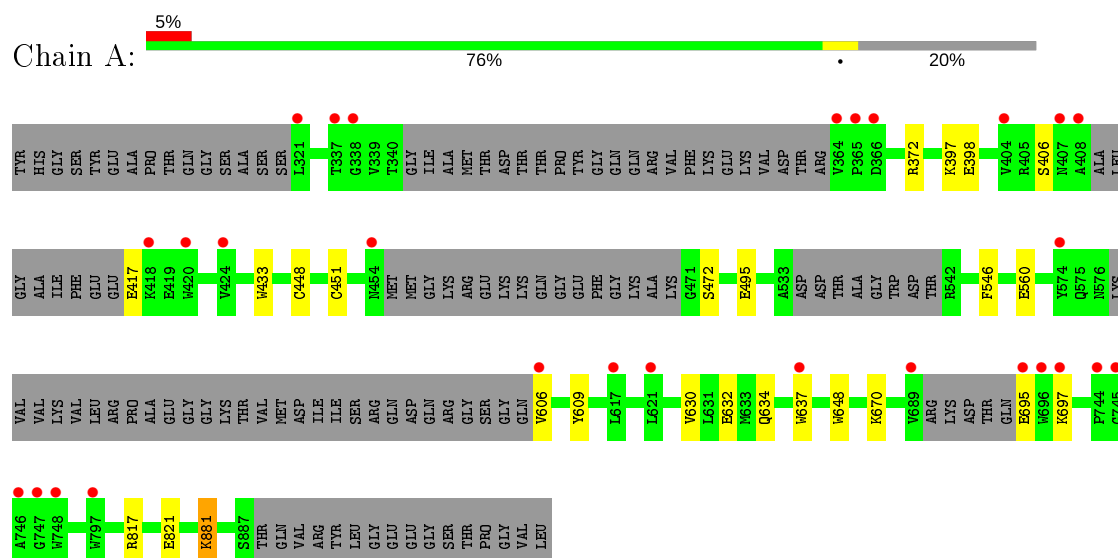 5%
Chain A:
76%
•
20%
TYR HIS GLY SER TYR GLU ALA PRO THR GLN GLY SER ALA SER SER L321 T337 G338 V339 T340 GLY ILE ALA MET THR ASP THR THR PRO TYR GLY GLN GLN ARG VAL PHE LYS GLU LYS VAL ASP THR ARG V364 P365 D366 R372 K397 E398 V404 R405 S406 N407 A408 ALA LEU
GLY ALA ILE PHE GLU GLU E417 K418 E419 W420 V424 W433 C448 C451 N454 MET MET GLY LYS ARG GLU LYS LYS GLN GLY GLU PHE GLY LYS ALA LYS G471 S472 E495 A533 ASP ASP THR ALA GLY TRP ASP THR R542 F546 E560 Y574 Q575 N576 LYS
VAL VAL LYS VAL LEU ARG PRO ALA GLU GLY GLY LYS THR VAL MET ASP ILE ILE SER ARG GLN ASP GLN ARG GLY SER GLY GLN V606 Y609 L617 L621 V630 L631 E632 M633 Q634 W637 W648 K670 V689 ARG LYS ASP THR GLN E695 W696 K697 P744 G745
A746 G747 W748 W797 R817 E821 K881 S887 THR GLN VAL ARG TYR LEU GLY GLU GLU GLY SER THR PRO GLY VAL LEU